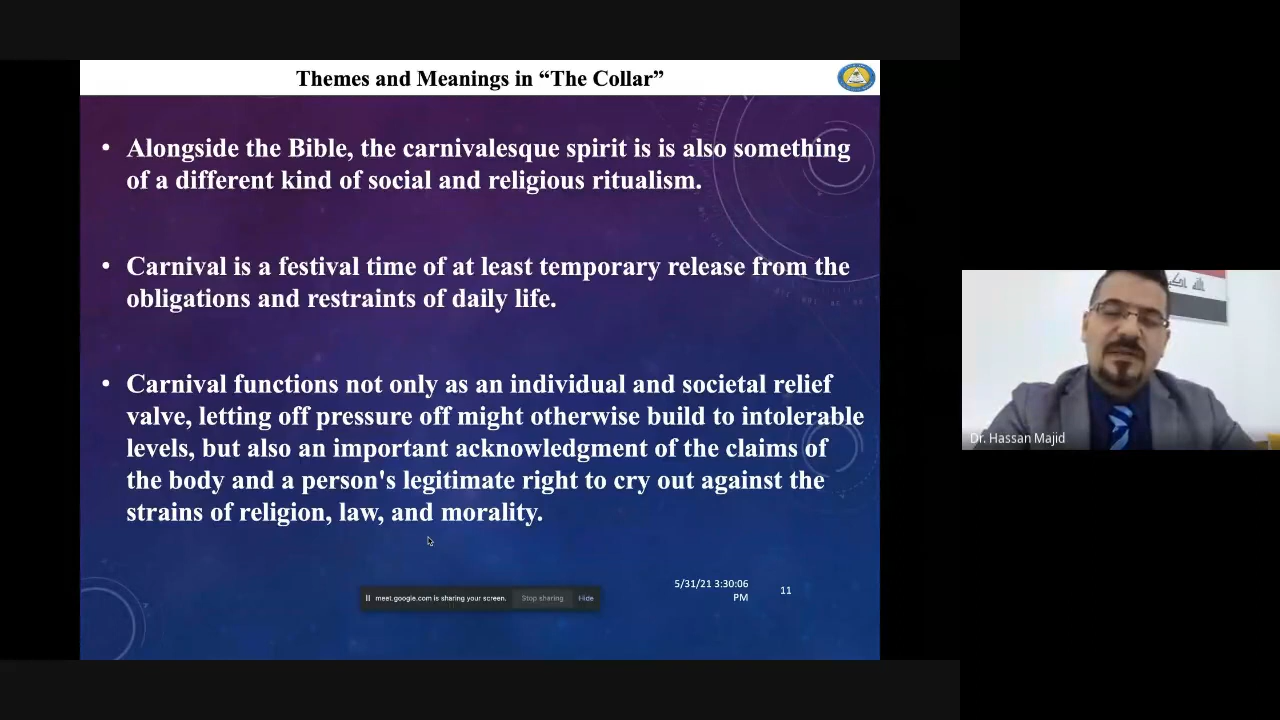 Themes and Meanings in “The Collar”
• Alongside the Bible, the carnivalesque spirit is is also something
of a different kind of social and religious ritualism.
• Carnival is a festival time of at least temporary release from the
obligations and restraints of daily life.
• Carnival functions not only as an individual and societal relief
valve, letting off pressure off might otherwise build to intolerable
levels, but also an important acknowledgment of the claims of
the body and a person's legitimate right to cry out against the
strains of religion, law, and morality.
meet.google.com is sharing your screen. Stop sharing Hide
5/31/21 3:30:06
PM
11
Dr. Hassan Majid